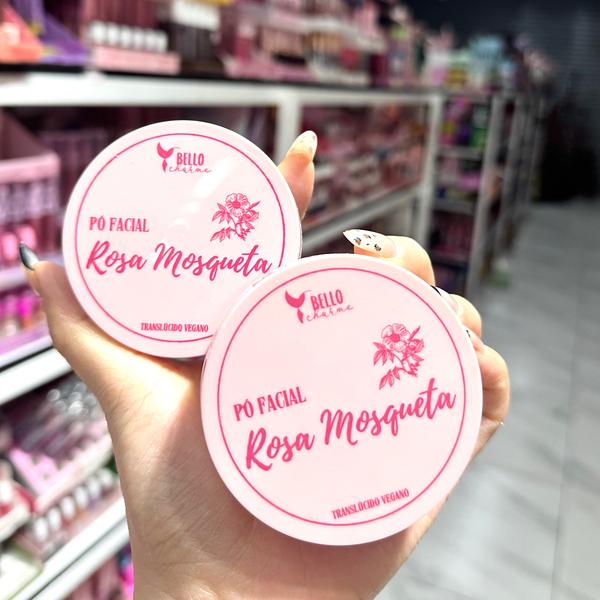 BELLO
charme
PÓ FACIAL
Rosa Mosqueta
TRANSLÚCIDO VEGANO
BELLO
charme
PÓ FACIAL
Rosa Mosqueta
TRANSLÚCIDO VEGANO